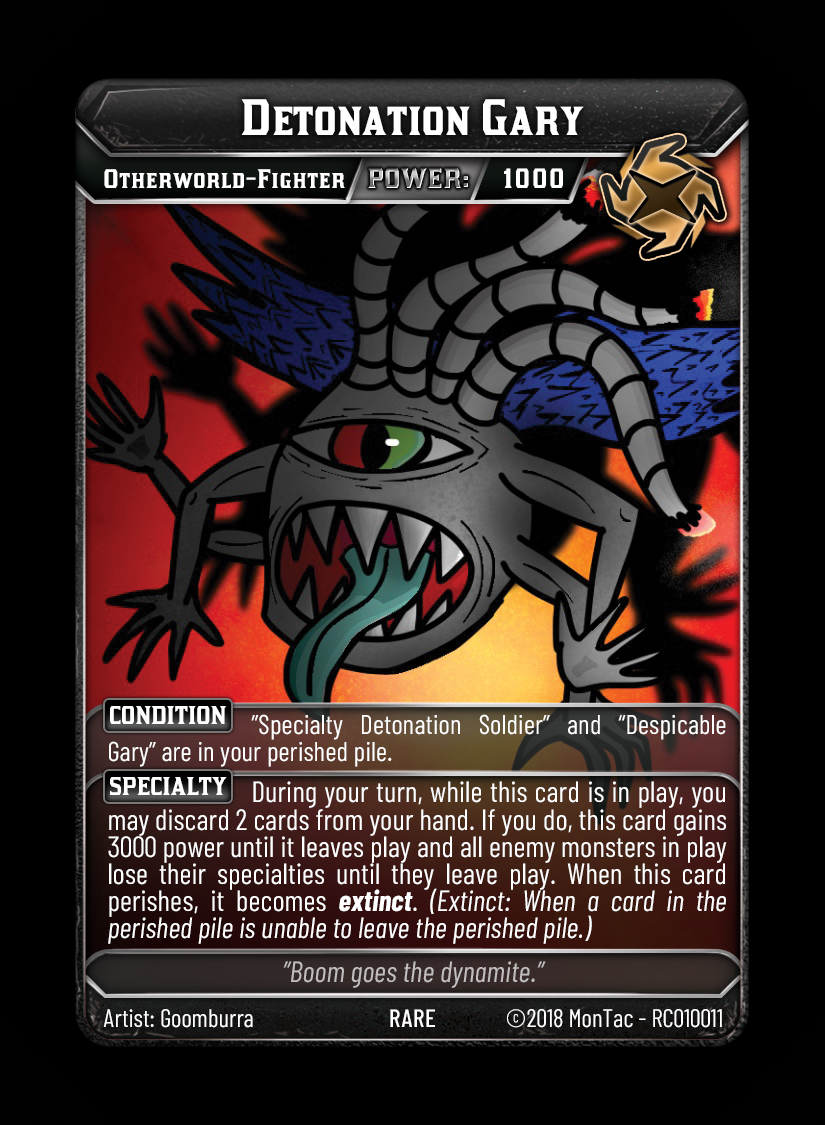 Detonation Gary
Otherworld-Fighter POWER: 1000
CONDITION "Specialty Detonation Soldier" and "Despicable
Gary" are in your perished pile.
SPECIALTY During your turn, while this card is in play, you
may discard 2 cards from your hand. If you do, this card gains
3000 power until it leaves play and all enemy monsters in play
lose their specialties until they leave play. When this card
perishes, it becomes extinct. (Extinct: When a card in the
perished pile is unable to leave the perished pile.)
"Boom goes the dynamite."
Artist: Goomburra RARE ©2018 MonTac - RC010011